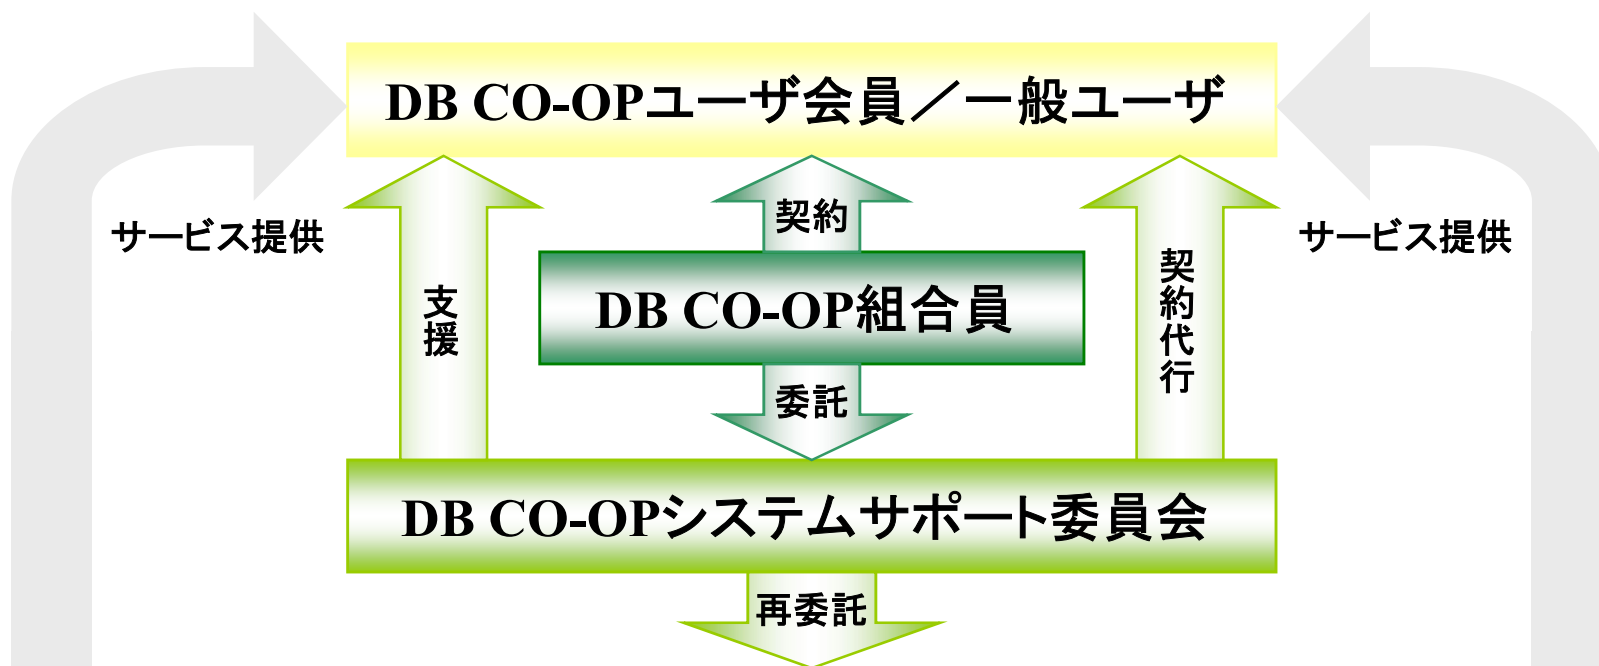 DB CO-OPユーザ会員／一般ユーザ
サービス提供
契約
サービス提供
支援
DB CO-OP組合員
契約代行
委託
DB CO-OPシステムサポート委員会
再委託